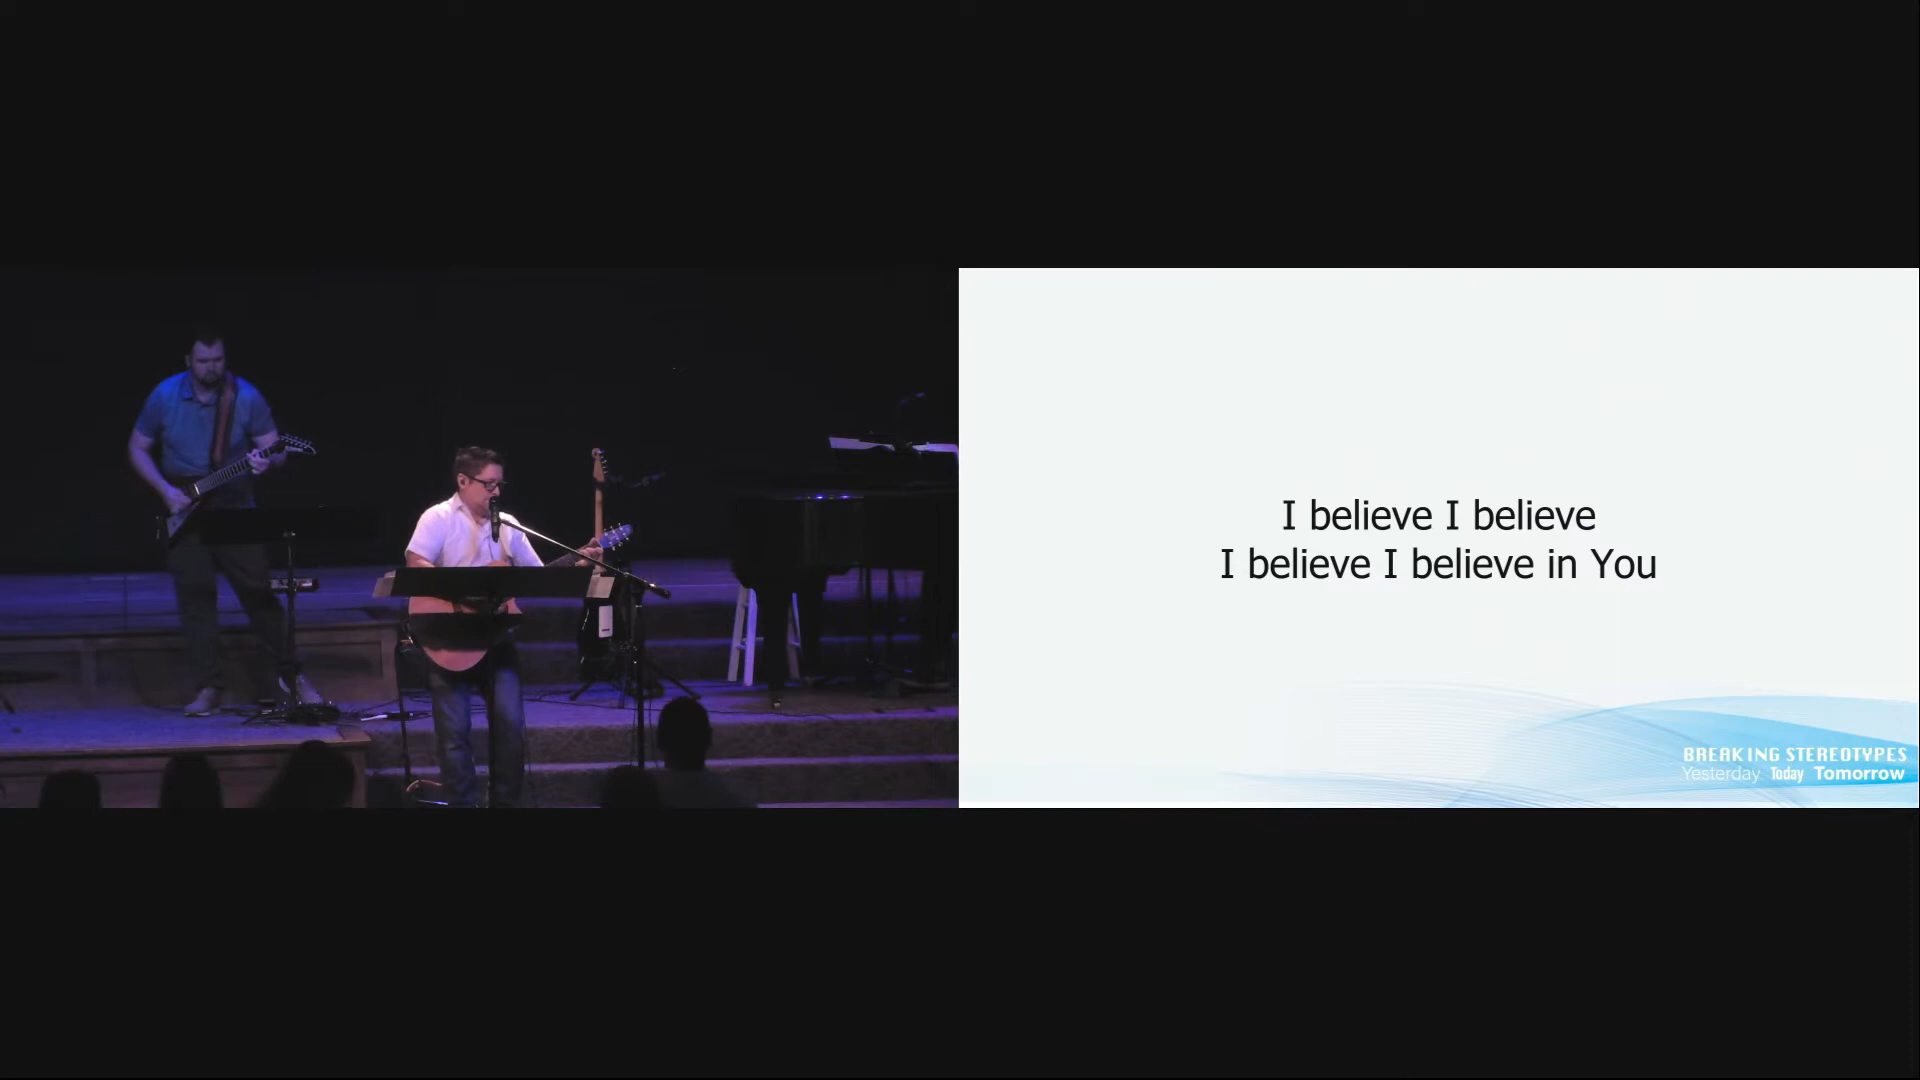 I believe I believe
I believe I believe in You
BREAKING STEREOTYPES
Yesterday Today Tomorrow